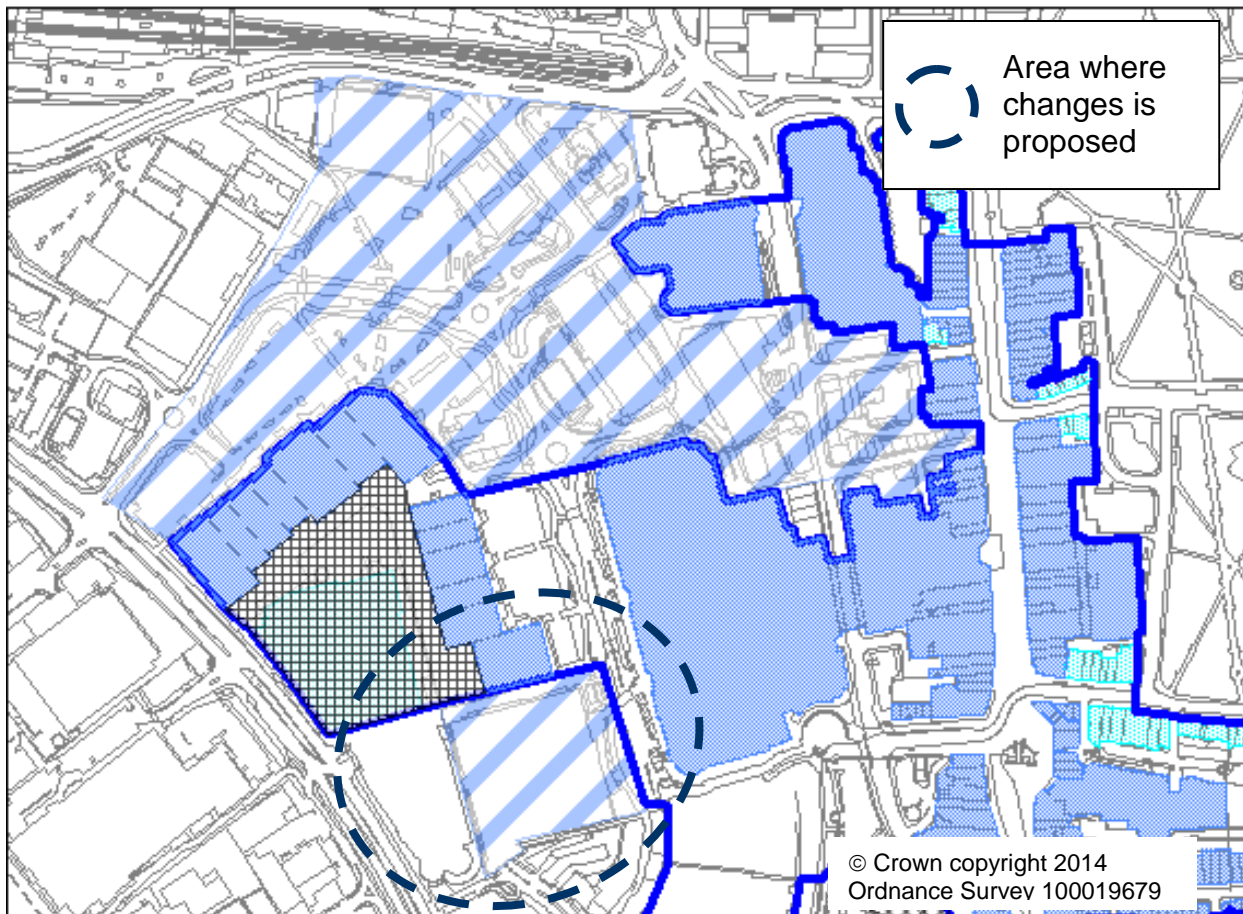 Area where
changes is
proposed
© Crown copyright 2014
Ordnance Survey 100019679